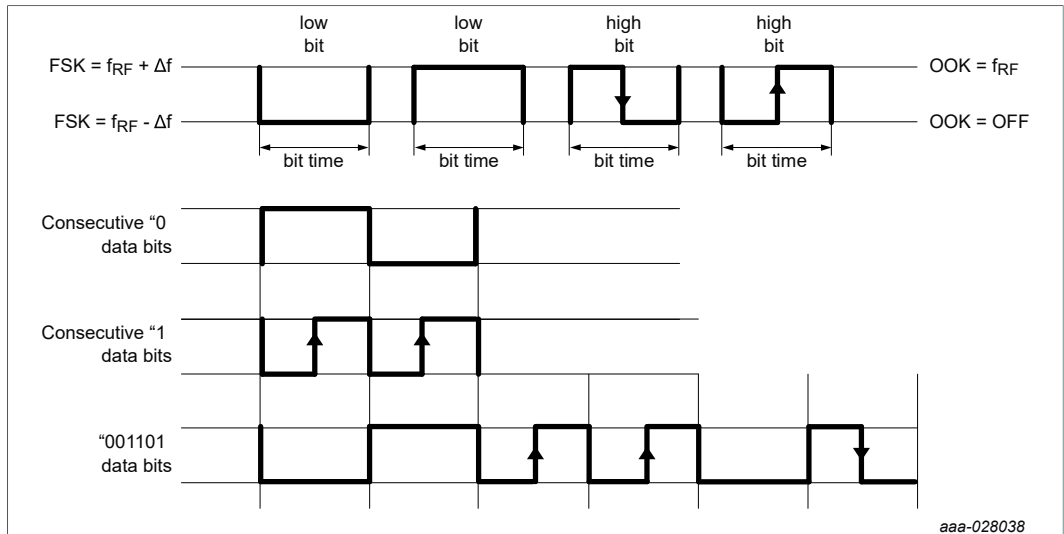 low low high high
bit bit bit bit
FSK = fRF + Δf OOK = fRF
FSK = fRF - Δf OOK = OFF
bit time bit time bit time bit time
Consecutive “0
data bits
Consecutive “1
data bits
“001101
data bits
aaa-028038